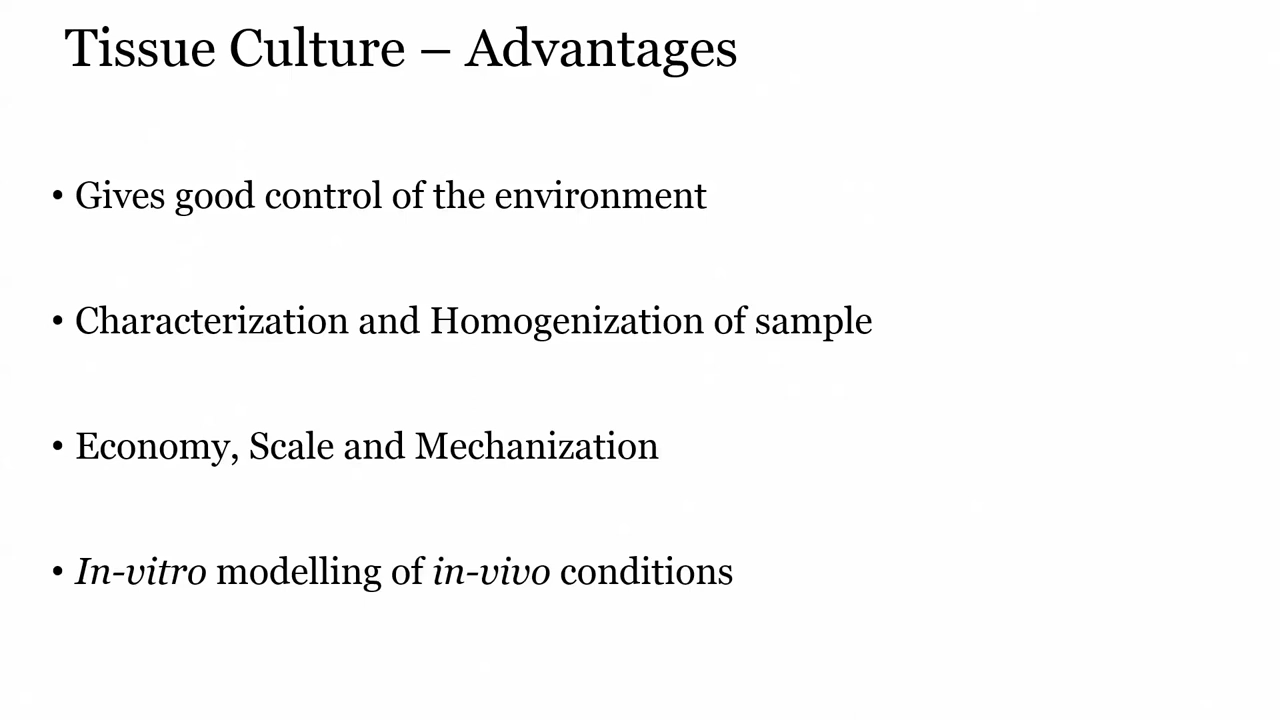 Tissue Culture – Advantages
• Gives good control of the environment
• Characterization and Homogenization of sample
• Economy, Scale and Mechanization
• In-vitro modelling of in-vivo conditions